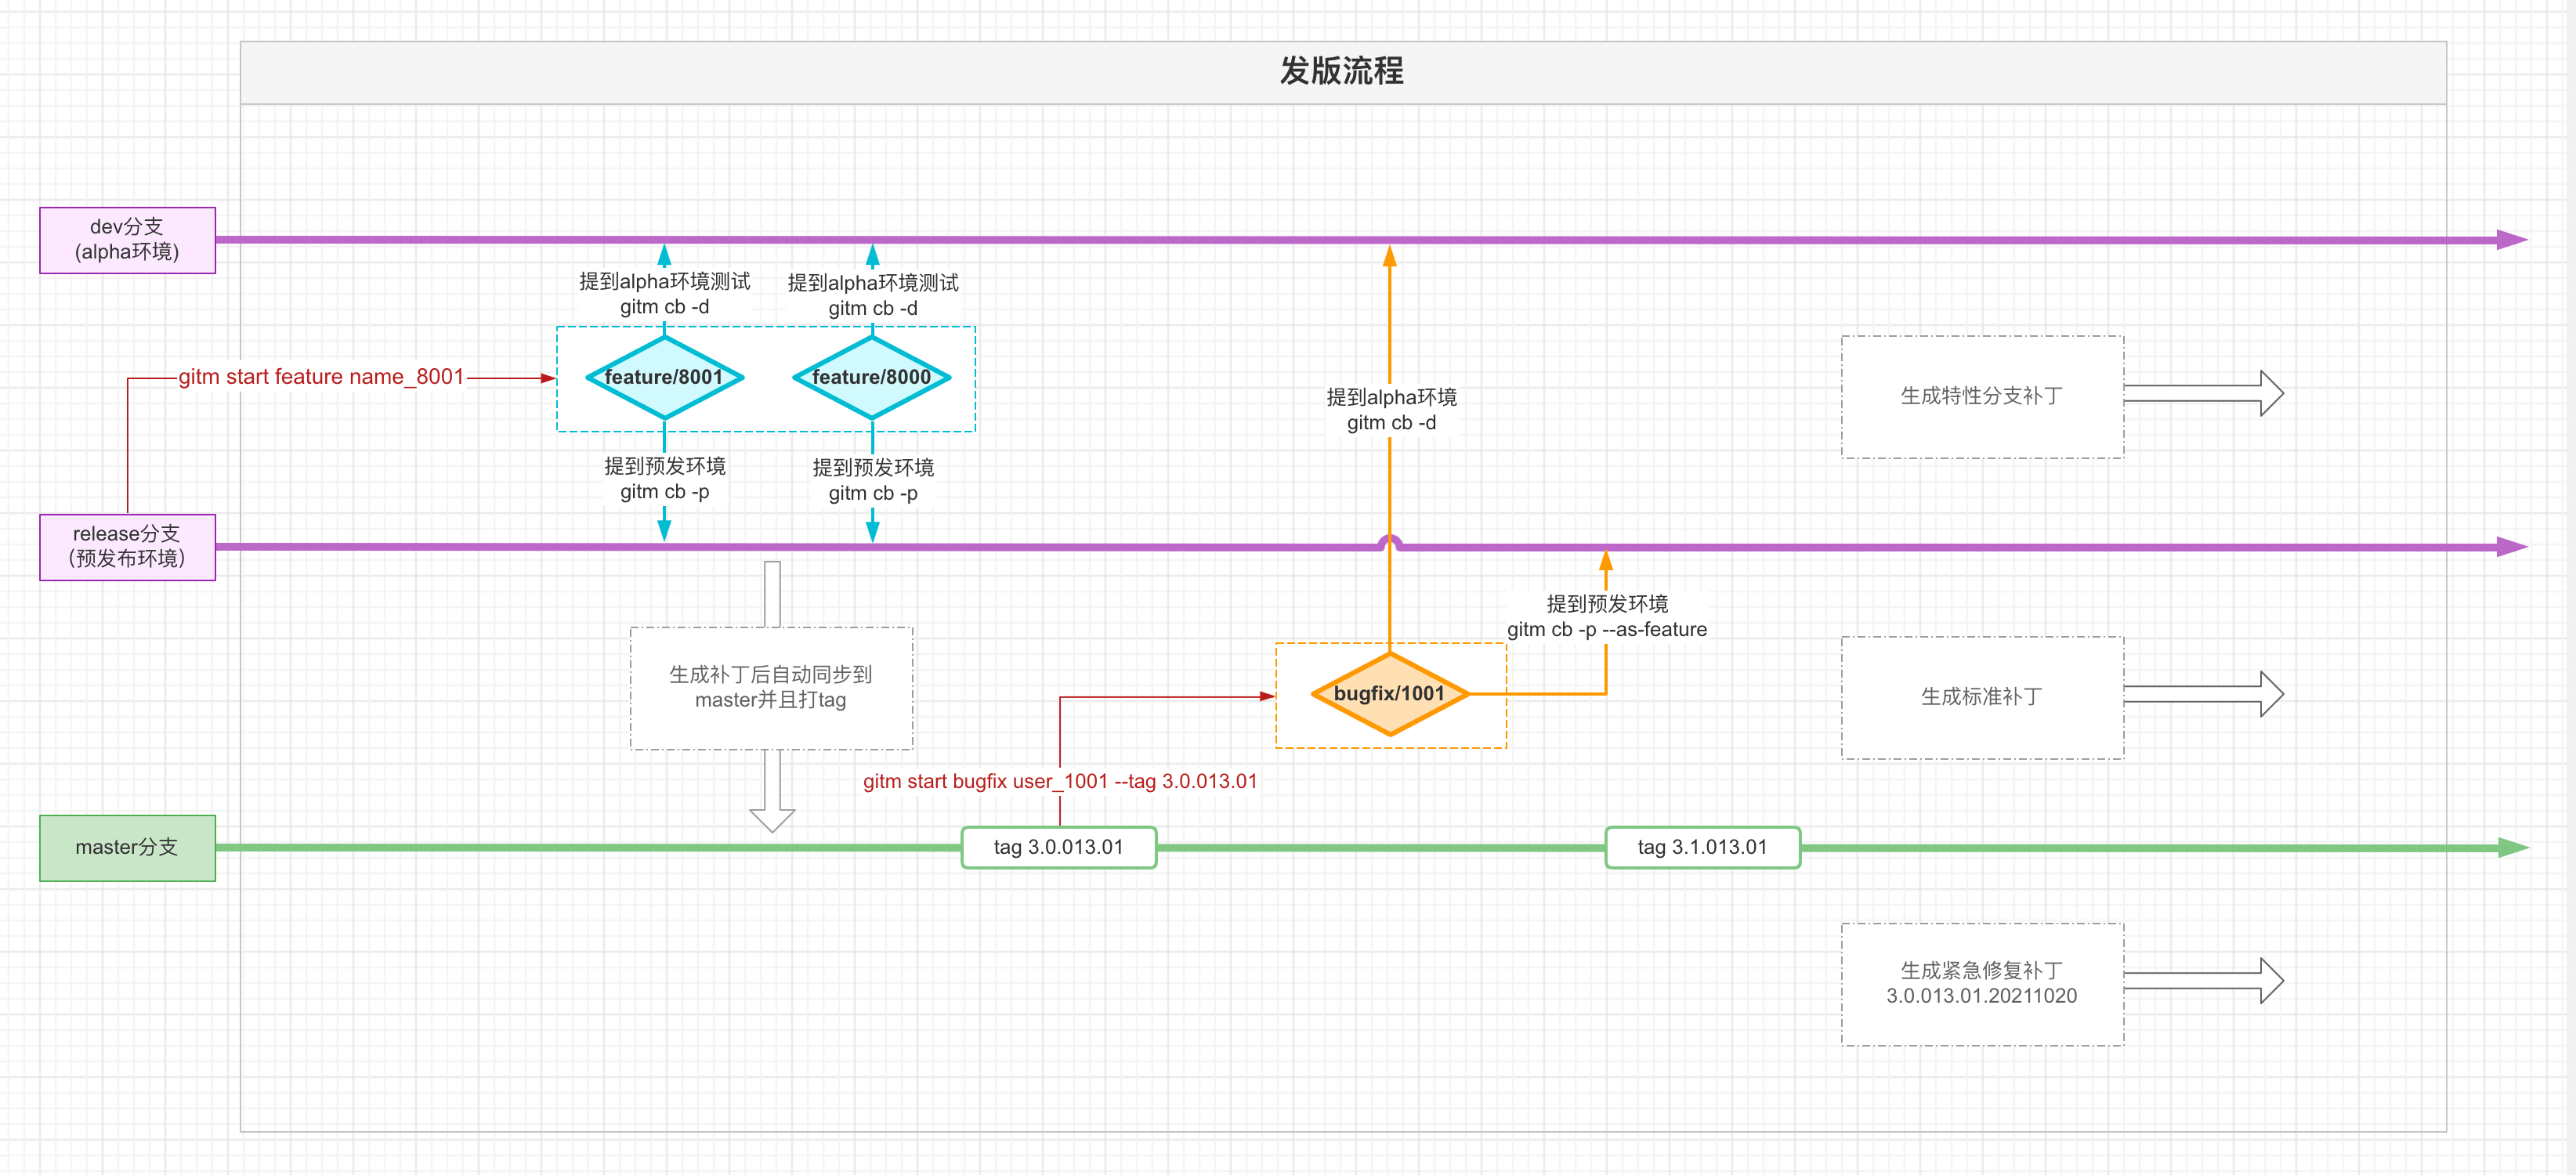 发版流程
dev分支
(alpha环境)
提到alpha环境测试
gitm cb -d
提到alpha环境测试
gitm cb -d
gitm start feature name_8001
feature/8001
feature/8000
提到alpha环境
gitm cb -d
生成特性分支补丁
提到预发环境
gitm cb -p
提到预发环境
gitm cb -p
release分支
（预发布环境）
提到预发环境
gitm cb -p --as-feature
生成补丁后自动同步到
master并且打tag
bugfix/1001
生成标准补丁
gitm start bugfix user_1001 --tag 3.0.013.01
master分支
tag 3.0.013.01
tag 3.1.013.01
生成紧急修复补丁
3.0.013.01.20211020